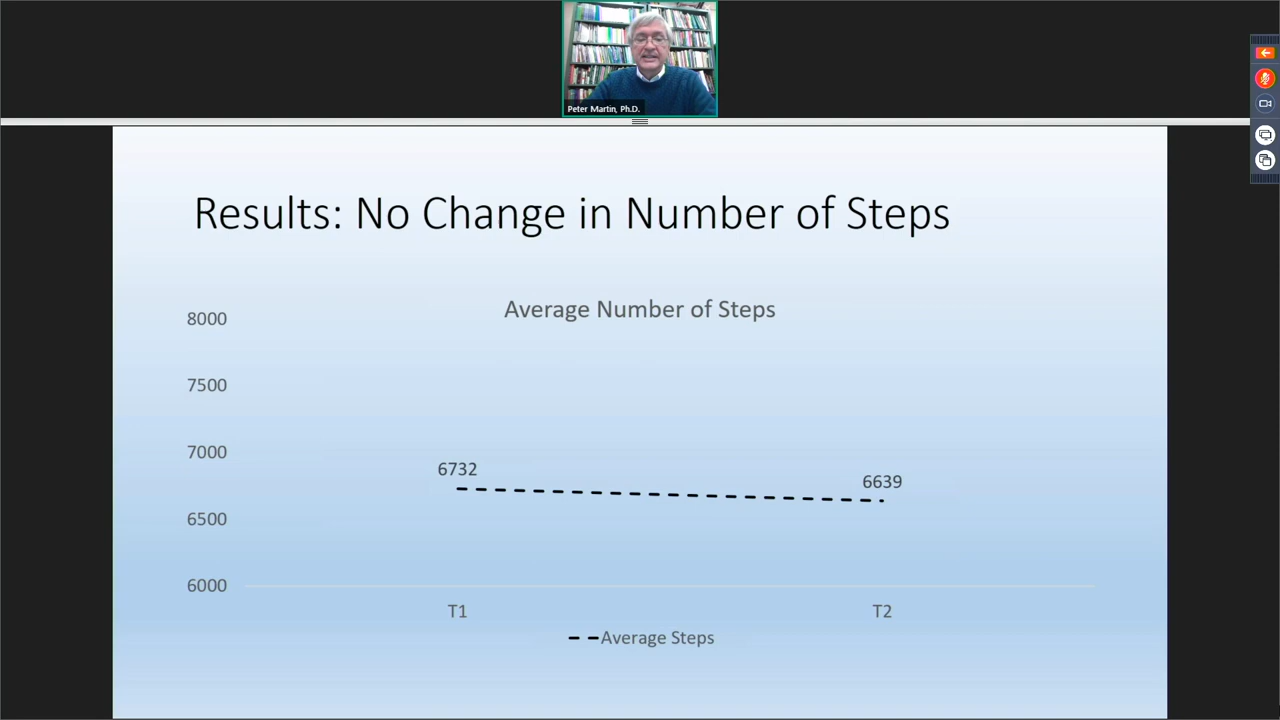 Peter Martin, Ph.D.
Results: No Change in Number of Steps
Average Number of Steps
8000
7500
7000
6500
6000
6732
6639
T1
T2
Average Steps